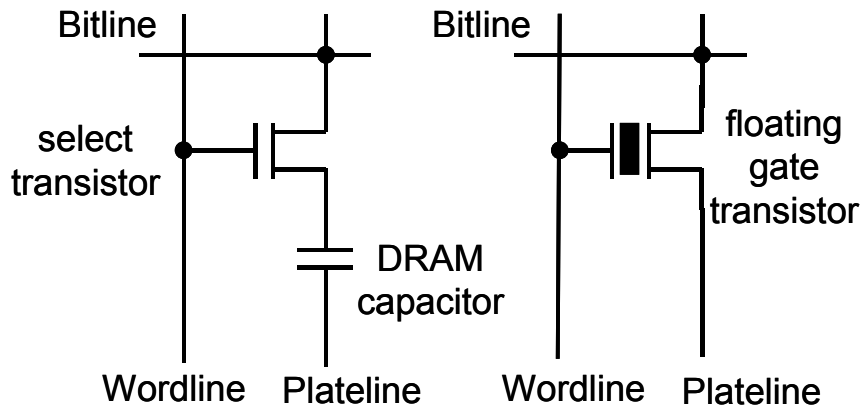 Bitline
select
transistor
DRAM
capacitor
Wordline
Plateline
Bitline
floating
gate
transistor
Wordline
Plateline